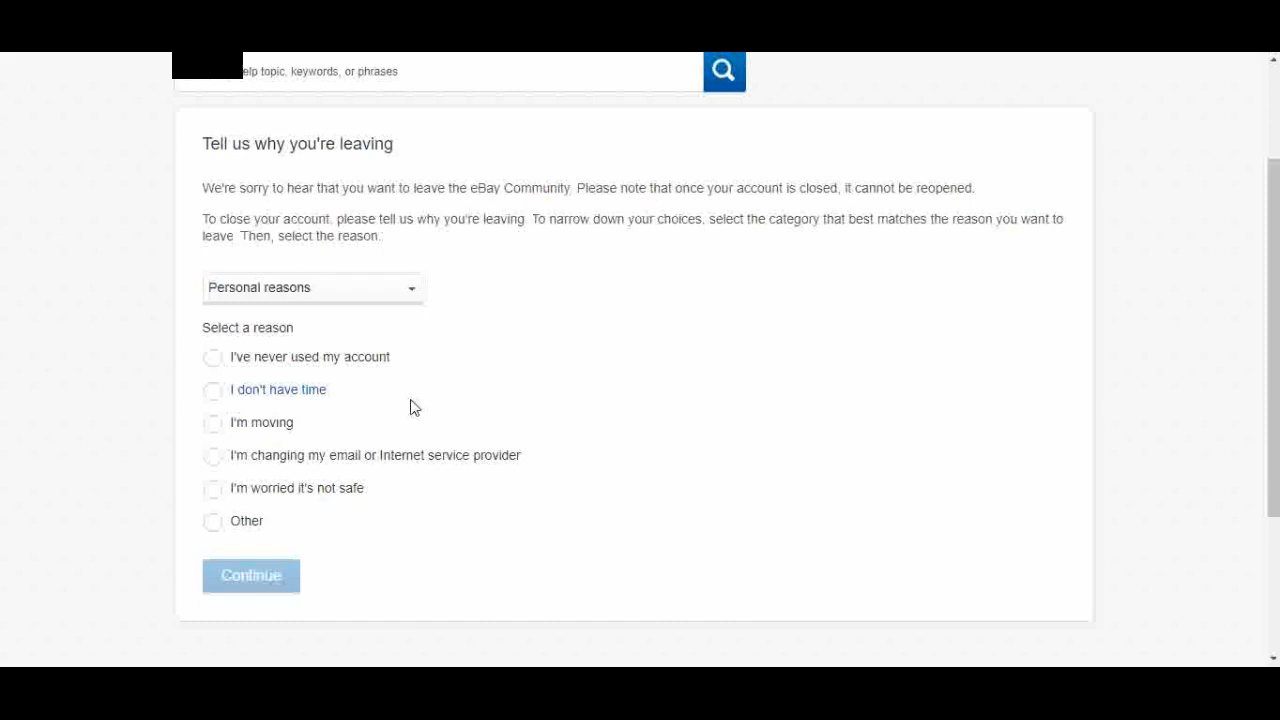 elp topic, keywords, or phrases
Tell us why you're leaving
We're sorry to hear that you want to leave the eBay Community. Please note that once your account is closed, it cannot be reopened.
To close your account, please tell us why you're leaving. To narrow down your choices, select the category that best matches the reason you want to
leave. Then, select the reason.
Personal reasons
Select a reason
I've never used my account
I don't have time
I'm moving
I'm changing my email or Internet service provider
I'm worried it's not safe
Other
Continue